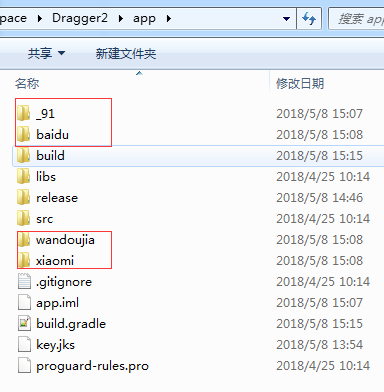 pace ▸ Dragger2 ▸ app ▸ 搜索 app
共享 新建文件夹
名称 修改日期
_91 2018/5/8 15:07
baidu 2018/5/8 15:08
build 2018/5/8 15:15
libs 2018/4/25 10:14
release 2018/5/8 14:46
src 2018/4/25 10:14
wandoujia 2018/5/8 15:08
xiaomi 2018/5/8 15:08
.gitignore 2018/4/25 10:14
app.iml 2018/5/8 15:07
build.gradle 2018/5/8 15:15
key.jks 2018/5/8 13:54
proguard-rules.pro 2018/4/25 10:14